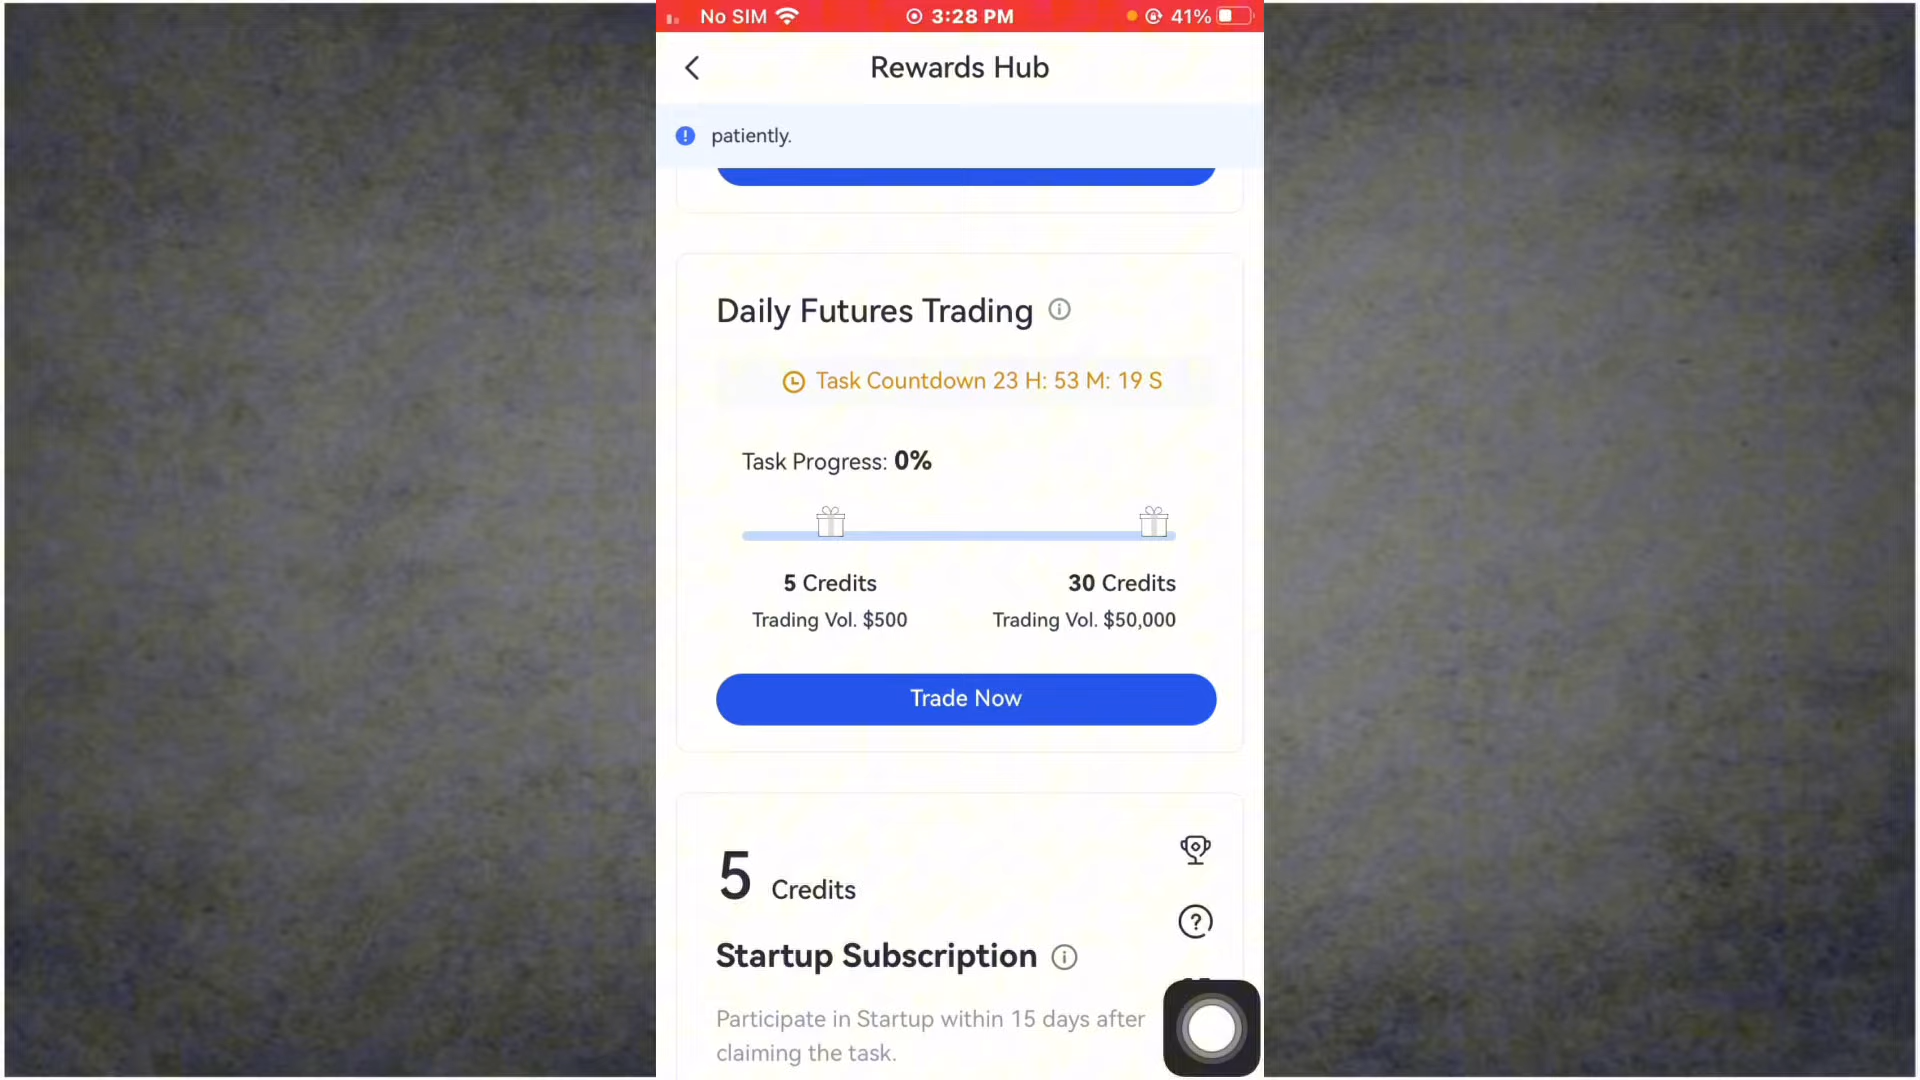 No SIM 3:28 PM 41%
Rewards Hub
patiently.
Daily Futures Trading
Task Countdown 23 H: 53 M: 19 S
Task Progress: 0%
5 Credits 30 Credits
Trading Vol. $500 Trading Vol. $50,000
Trade Now
5 Credits
Startup Subscription
Participate in Startup within 15 days after
claiming the task.